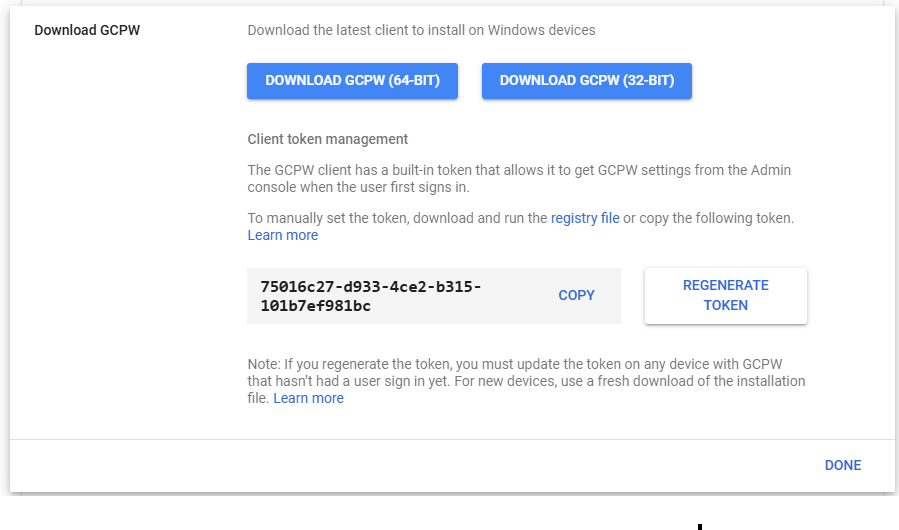 Download GCPW
Download the latest client to install on Windows devices
DOWNLOAD GCPW (64-BIT)
DOWNLOAD GCPW (32-BIT)
Client token management
The GCPW client has a built-in token that allows it to get GCPW settings from the Admin
console when the user first signs in.
To manually set the token, download and run the registry file or copy the following token.
Learn more
75016c27-d933-4ce2-b315-
101b7ef981bc
COPY
REGENERATE
TOKEN
Note: If you regenerate the token, you must update the token on any device with GCPW
that hasn't had a user sign in yet. For new devices, use a fresh download of the installation
file. Learn more
DONE